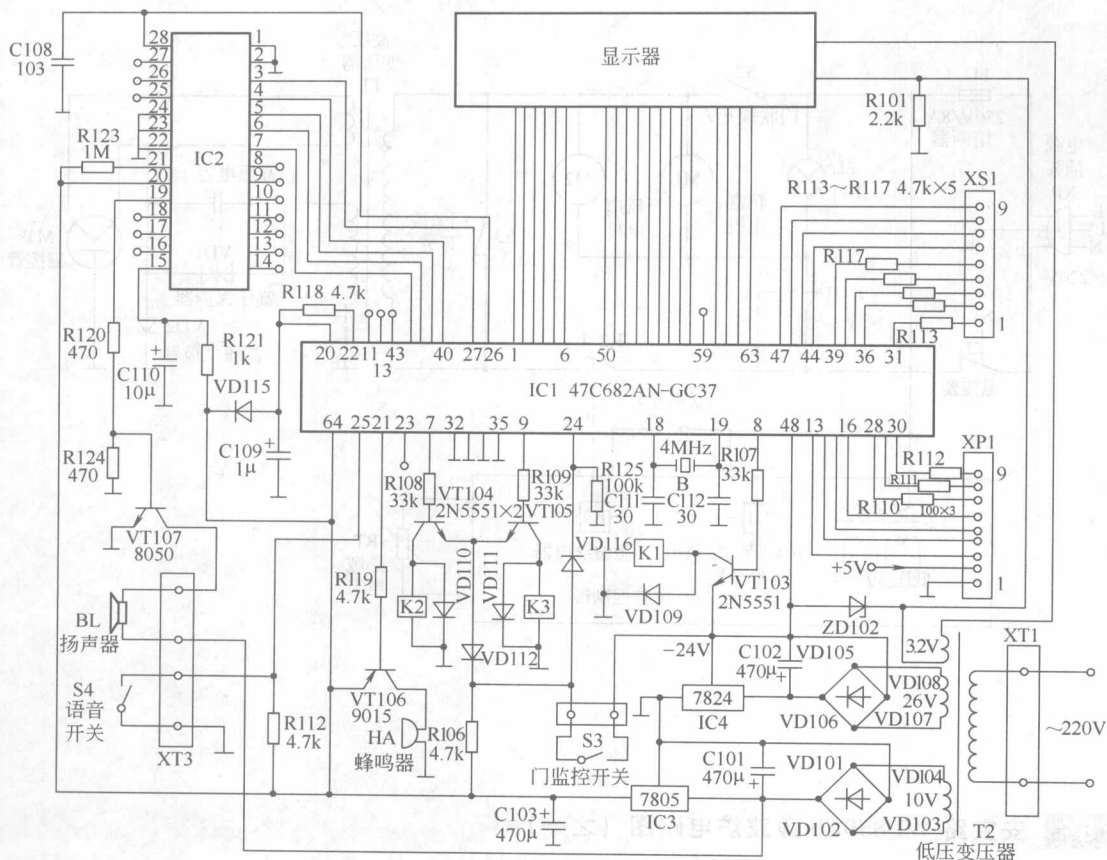 C108
103
28
27
26
25
24
23
22
21
20
19
18
17
16
15
IC2
1
2
3
4
5
6
7
8
9
10
11
12
13
14
R123
1M
显示器
R101
2.2k
R113～R117 4.7k×5
XS1
9
1
R117
R113
R118 4.7k
R120
470
C110
10μ
R121
1k
VD115
C109
1μ
20
22
11
13
43
40
27
26
1
6
50
59
63
47
44
39
36
31
IC1 47C682AN-GC37
64
25
21
23
7
32
35
9
24
18
19
8
48
13
16
28
30
4MHz
B
R124
470
R108
33k
VT104
2N5551×2
R109
33k
VT105
R125
100k
C111
30
C112
30
R107
33k
R112
R111
R110
100×3
XP1
9
1
+5V
VT107
8050
R119
4.7k
K2
VD110
VD111
K3
VD112
VD116
K1
VD109
VT103
2N5551
ZD102
BL
扬声器
S4
语音
开关
XT3
R112
4.7k
VT106
9015
HA
蜂鸣器
R106
4.7k
S3
门监控开关
−24V
C102
470μ
+
7824
IC4
VD105
VD106
VD108
26V
VD107
3.2V
XT1
~220V
C101
470μ
+
VD101
VD102
VD104
10V
VD103
T2
低压变压器
C103
470μ
+
7805
IC3